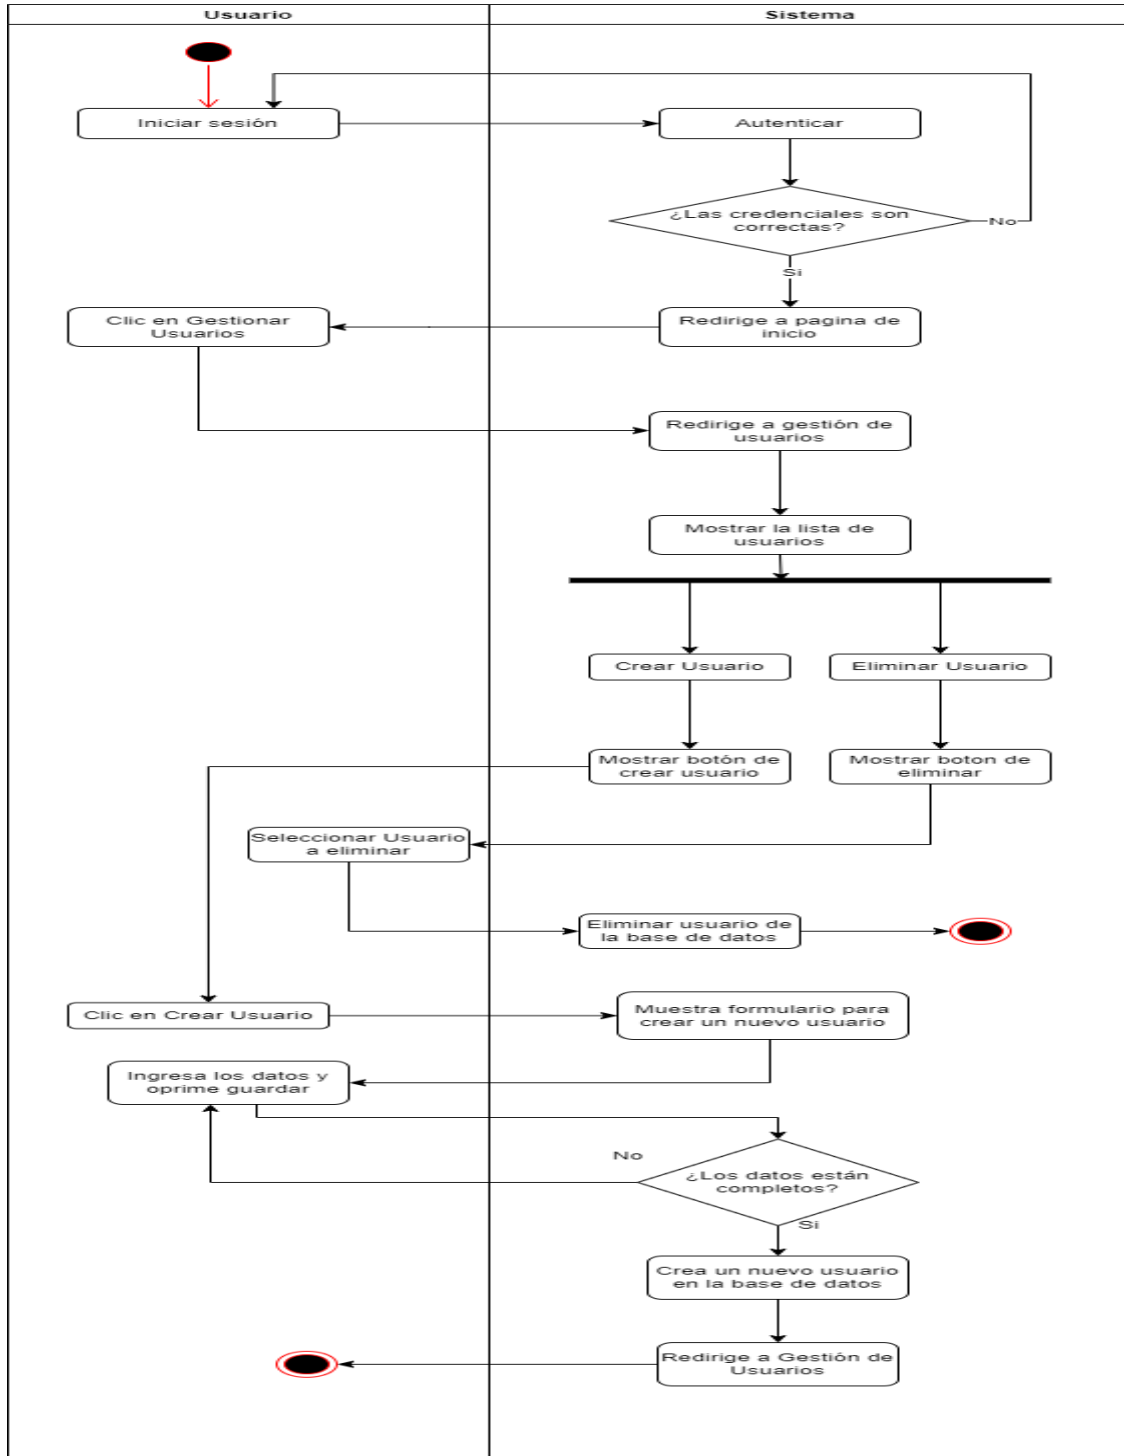 Usuario
Sistema
Iniciar sesión
Autenticar
¿Las credenciales son
correctas?
No
Si
Clic en Gestionar
Usuarios
Redirige a pagina de
inicio
Redirige a gestión de
usuarios
Mostrar la lista de
usuarios
Crear Usuario
Eliminar Usuario
Mostrar botón de
crear usuario
Mostrar boton de
eliminar
Seleccionar Usuario
a eliminar
Eliminar usuario de
la base de datos
Clic en Crear Usuario
Muestra formulario para
crear un nuevo usuario
Ingresa los datos y
oprime guardar
No
¿Los datos están
completos?
Si
Crea un nuevo usuario
en la base de datos
Redirige a Gestión de
Usuarios